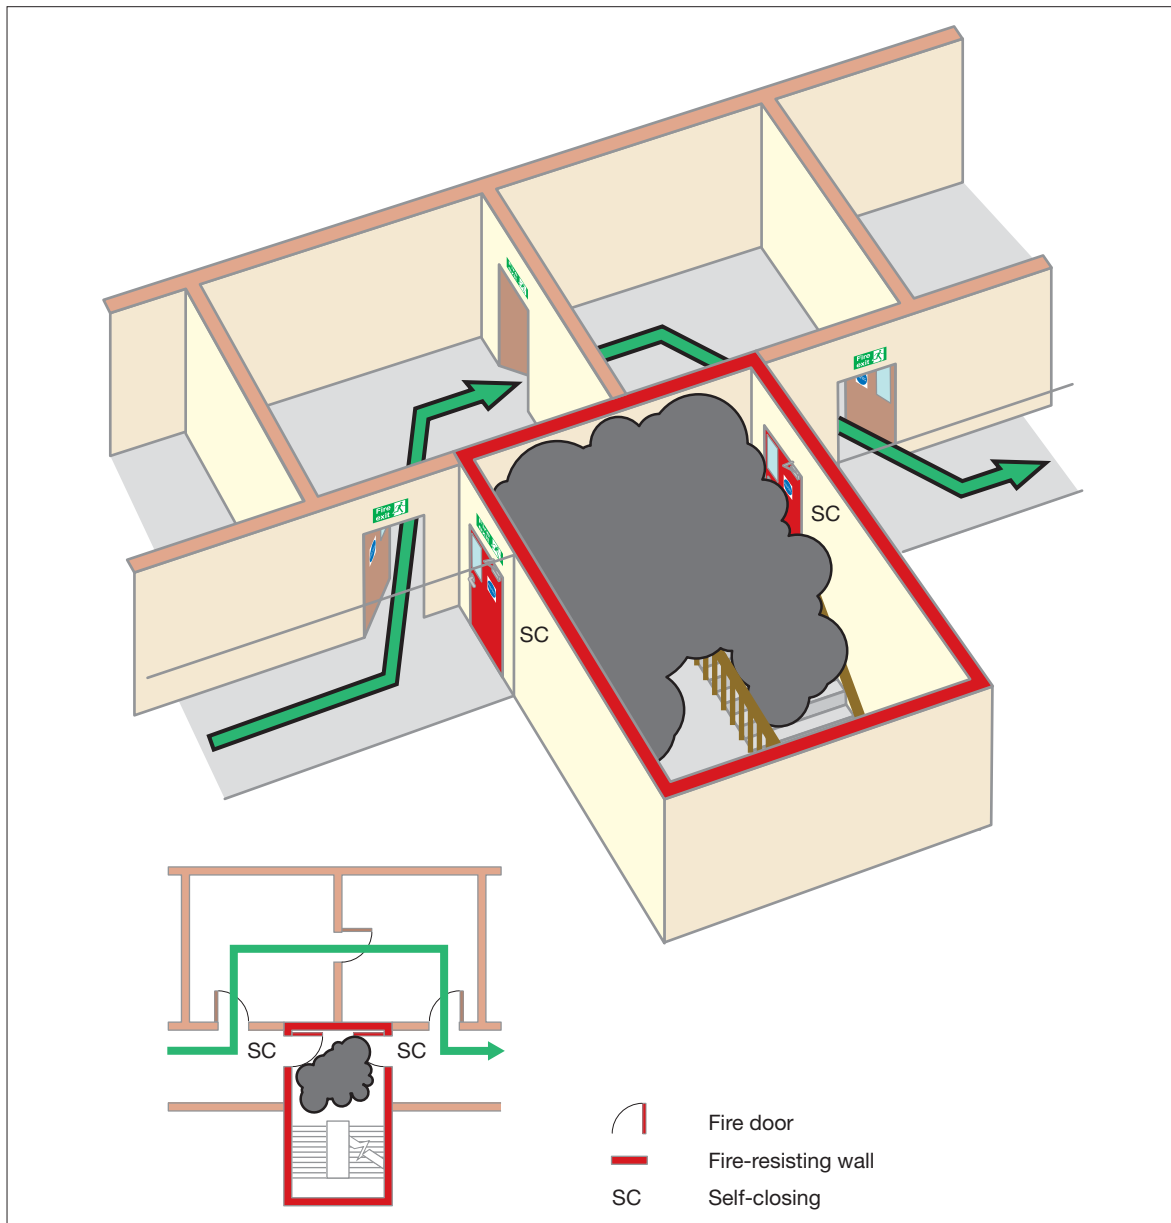 Fire
exit
Fire
exit
SC
SC
SC
SC
Fire door
Fire-resisting wall
SC
Self-closing